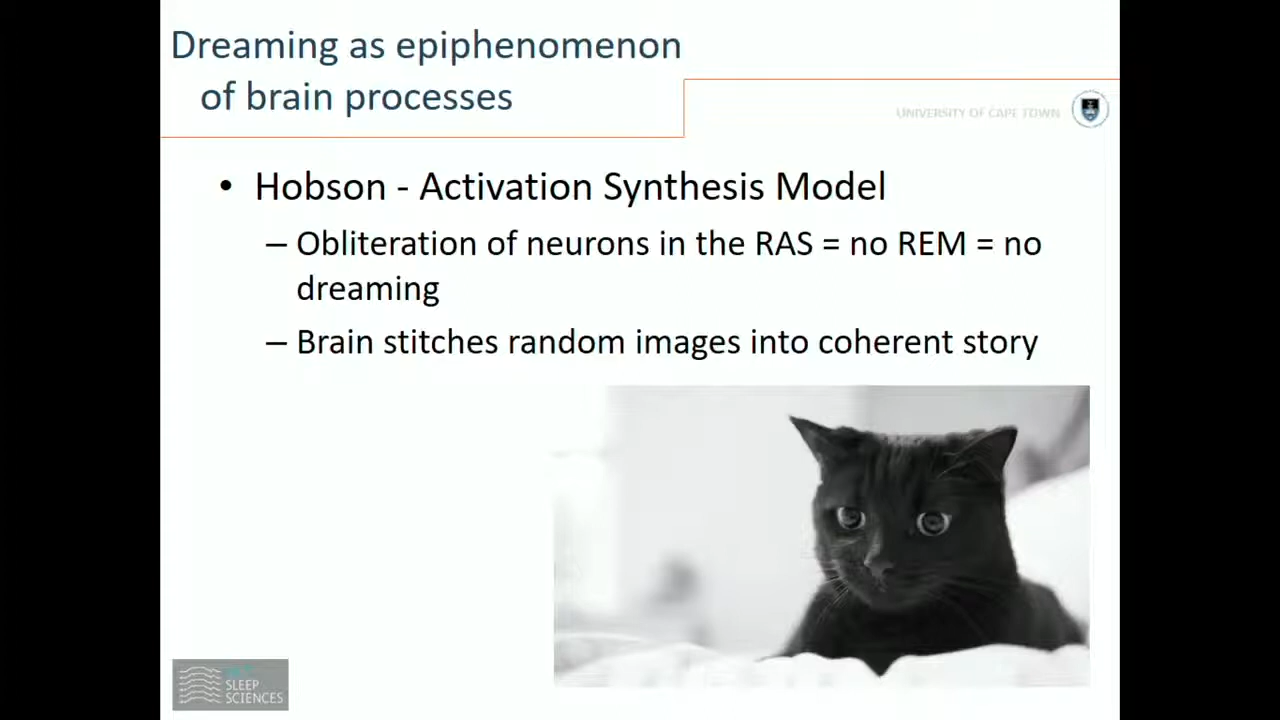 Dreaming as epiphenomenon
of brain processes
UNIVERSITY OF CAPE TOWN
• Hobson - Activation Synthesis Model
– Obliteration of neurons in the RAS = no REM = no
dreaming
– Brain stitches random images into coherent story
SLEEP
SCIENCES